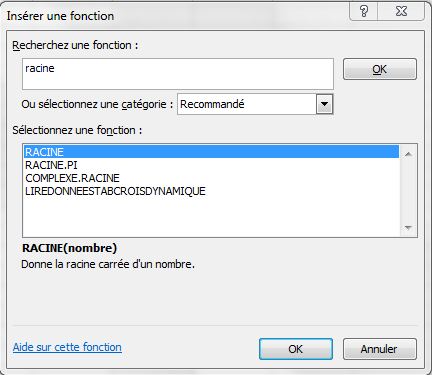 Insérer une fonction
Recherchez une fonction :
racine
OK
Ou sélectionnez une catégorie : Recommandé
Sélectionnez une fonction :
RACINE
RACINE.PI
COMPLEXE.RACINE
LIREDONNEESTABCROISDYNAMIQUE
RACINE(nombre)
Donne la racine carrée d'un nombre.
Aide sur cette fonction
OK Annuler